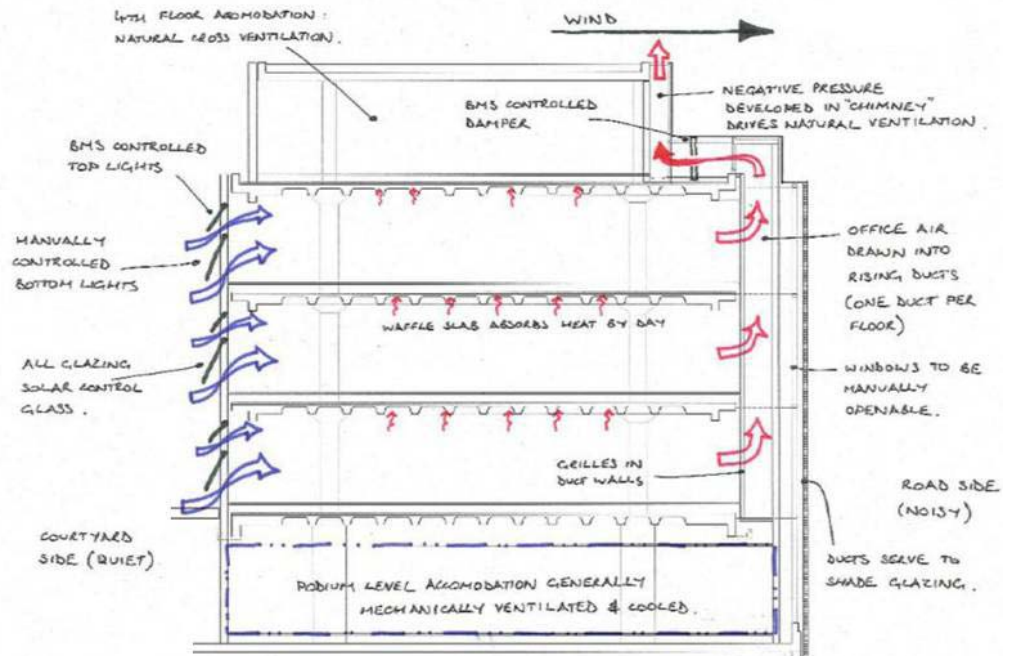 4TH FLOOR ACOMODATION :
NATURAL CROSS VENTILATION.
WIND
BMS CONTROLLED
DAMPER
NEGATIVE PRESSURE
DEVELOPED IN "CHIMNEY"
DRIVES NATURAL VENTILATION.
BMS CONTROLLED
TOP LIGHTS
MANUALLY
CONTROLLED
BOTTOM LIGHTS
OFFICE AIR
DRAWN INTO
RISING DUCTS
(ONE DUCT PER
FLOOR)
WAFFLE SLAB ABSORBS HEAT BY DAY
ALL GLAZING
SOLAR CONTROL
GLASS.
WINDOWS TO BE
MANUALLY
OPENABLE.
GRILLES IN
DUCT WALLS
ROAD SIDE
(NOISY)
COURTYARD
SIDE (QUIET)
DUCTS SERVE TO
SHADE GLAZING.
PODIUM LEVEL ACCOMODATION GENERALLY
MECHANICALLY VENTILATED & COOLED.